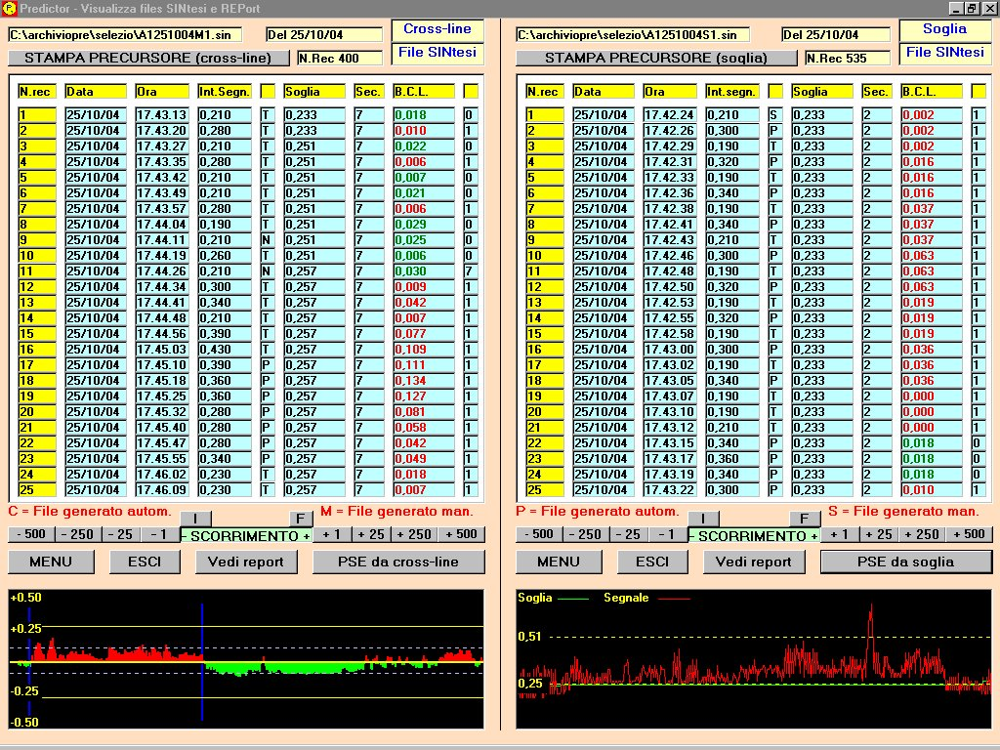 Predictor - Visualizza files SINtesi e REPort
C:\archiviopre\selezio\A1251004M1.sin Del 25/10/04 Cross-line
STAMPA PRECURSORE (cross-line) N.Rec 400 File SINtesi
N.rec Data Ora Int.Segn. Soglia Sec. B.C.L.
1 25/10/04 17.43.13 0,210 T 0,233 7 0,018 0
2 25/10/04 17.43.20 0,280 T 0,233 7 0,010 1
3 25/10/04 17.43.27 0,210 T 0,251 7 0,022 0
4 25/10/04 17.43.35 0,280 T 0,251 7 0,006 1
5 25/10/04 17.43.42 0,210 T 0,251 7 0,007 0
6 25/10/04 17.43.49 0,210 T 0,251 7 0,021 0
7 25/10/04 17.43.57 0,280 T 0,251 7 0,006 1
8 25/10/04 17.44.04 0,190 T 0,251 7 0,029 0
9 25/10/04 17.44.11 0,210 N 0,251 7 0,025 0
10 25/10/04 17.44.19 0,260 T 0,251 7 0,006 0
11 25/10/04 17.44.26 0,210 N 0,257 7 0,030 7
12 25/10/04 17.44.34 0,300 T 0,257 7 0,009 1
13 25/10/04 17.44.41 0,340 T 0,257 7 0,042 1
14 25/10/04 17.44.48 0,210 T 0,257 7 0,007 1
15 25/10/04 17.44.56 0,390 T 0,257 7 0,077 1
16 25/10/04 17.45.03 0,430 T 0,257 7 0,109 1
17 25/10/04 17.45.10 0,390 P 0,257 7 0,111 1
18 25/10/04 17.45.18 0,360 P 0,257 7 0,134 1
19 25/10/04 17.45.25 0,360 P 0,257 7 0,127 1
20 25/10/04 17.45.32 0,280 P 0,257 7 0,081 1
21 25/10/04 17.45.40 0,280 P 0,257 7 0,058 1
22 25/10/04 17.45.47 0,280 P 0,257 7 0,042 1
23 25/10/04 17.45.55 0,340 P 0,257 7 0,049 1
24 25/10/04 17.46.02 0,230 T 0,257 7 0,018 1
25 25/10/04 17.46.09 0,230 T 0,257 7 0,007 1
C = File generato autom. M = File generato man.
I F
- 500 - 250 - 25 - 1 - SCORRIMENTO + + 1 + 25 + 250 + 500
MENU ESCI Vedi report PSE da cross-line
+0.50
+0.25
-0.25
-0.50
C:\archiviopre\selezio\A1251004S1.sin Del 25/10/04 Soglia
STAMPA PRECURSORE (soglia) N.Rec 535 File SINtesi
N.rec Data Ora Int.segn. Soglia Sec. B.C.L.
1 25/10/04 17.42.24 0,210 S 0,233 2 0,002 1
2 25/10/04 17.42.26 0,300 P 0,233 2 0,002 1
3 25/10/04 17.42.29 0,190 T 0,233 2 0,002 1
4 25/10/04 17.42.31 0,320 P 0,233 2 0,016 1
5 25/10/04 17.42.33 0,190 T 0,233 2 0,016 1
6 25/10/04 17.42.36 0,340 P 0,233 2 0,016 1
7 25/10/04 17.42.38 0,190 T 0,233 2 0,037 1
8 25/10/04 17.42.41 0,340 P 0,233 2 0,037 1
9 25/10/04 17.42.43 0,210 T 0,233 2 0,037 1
10 25/10/04 17.42.46 0,300 P 0,233 2 0,063 1
11 25/10/04 17.42.48 0,190 T 0,233 2 0,063 1
12 25/10/04 17.42.50 0,320 P 0,233 2 0,063 1
13 25/10/04 17.42.53 0,190 T 0,233 2 0,019 1
14 25/10/04 17.42.55 0,320 P 0,233 2 0,019 1
15 25/10/04 17.42.58 0,190 T 0,233 2 0,019 1
16 25/10/04 17.43.00 0,300 P 0,233 2 0,036 1
17 25/10/04 17.43.02 0,190 T 0,233 2 0,036 1
18 25/10/04 17.43.05 0,340 P 0,233 2 0,036 1
19 25/10/04 17.43.07 0,190 T 0,233 2 0,000 1
20 25/10/04 17.43.10 0,190 T 0,233 2 0,000 1
21 25/10/04 17.43.12 0,210 T 0,233 2 0,000 1
22 25/10/04 17.43.15 0,340 P 0,233 2 0,018 0
23 25/10/04 17.43.17 0,360 P 0,233 2 0,018 0
24 25/10/04 17.43.19 0,340 P 0,233 2 0,018 0
25 25/10/04 17.43.22 0,300 P 0,233 2 0,010 1
P = File generato autom. S = File generato man.
I F
- 500 - 250 - 25 - 1 - SCORRIMENTO + + 1 + 25 + 250 + 500
MENU ESCI Vedi report PSE da soglia
Soglia Segnale
0,51
0,25